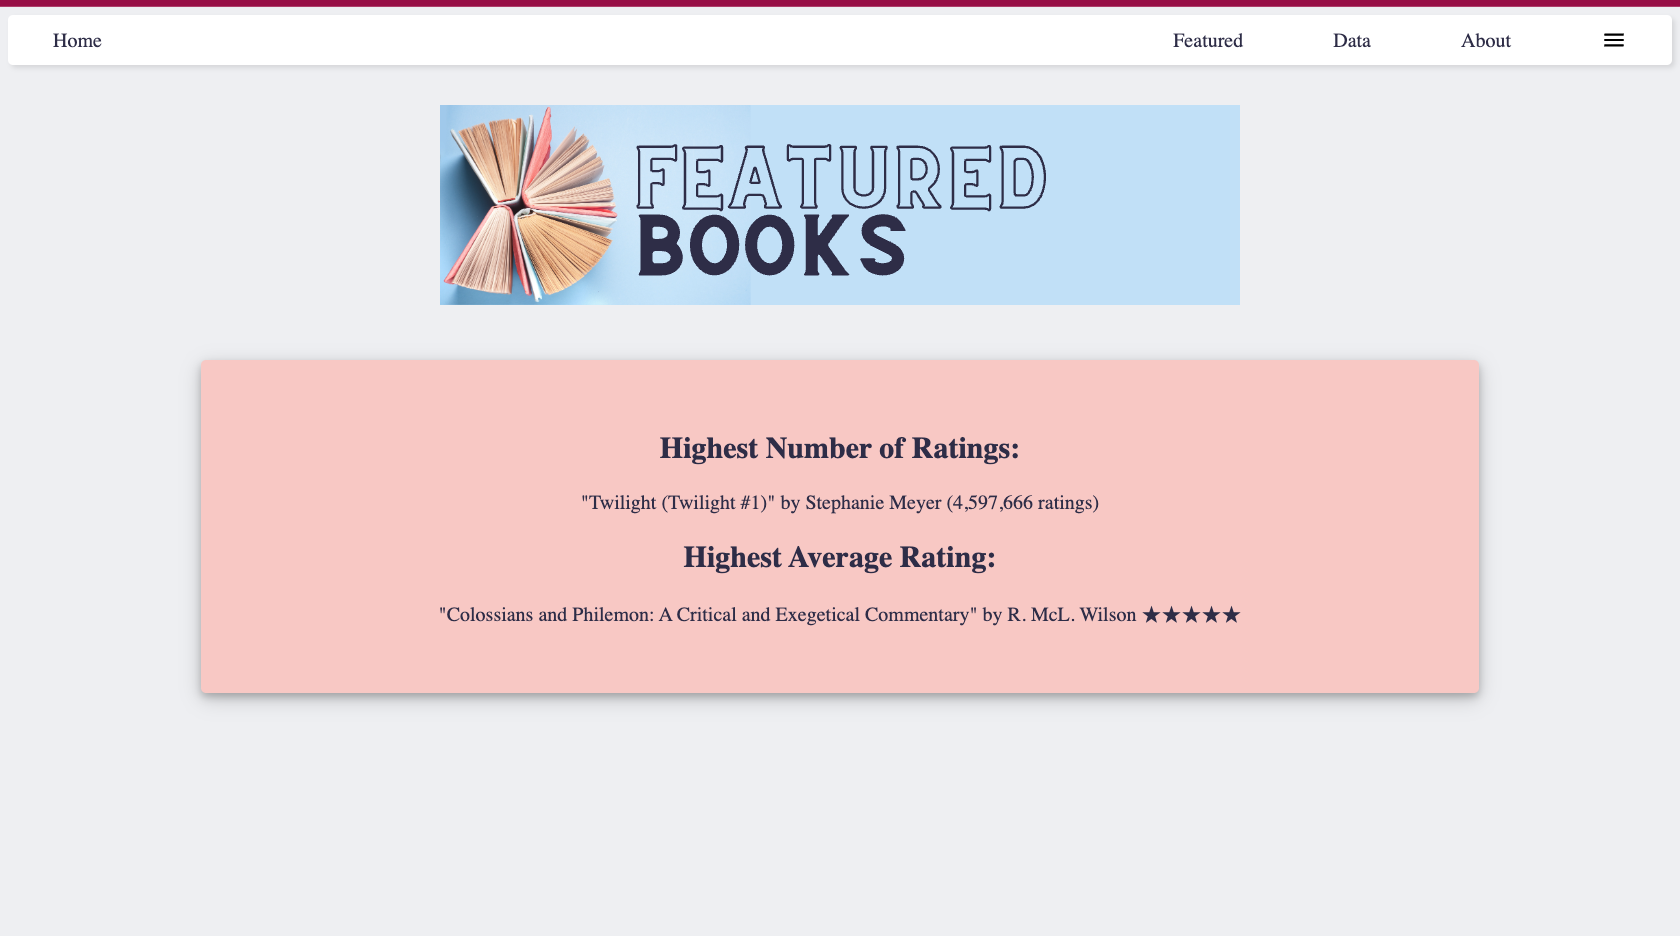 Home
Featured
Data
About
FEATURED
BOOKS
Highest Number of Ratings:
"Twilight (Twilight #1)" by Stephanie Meyer (4,597,666 ratings)
Highest Average Rating:
"Colossians and Philemon: A Critical and Exegetical Commentary" by R. McL. Wilson ★★★★★